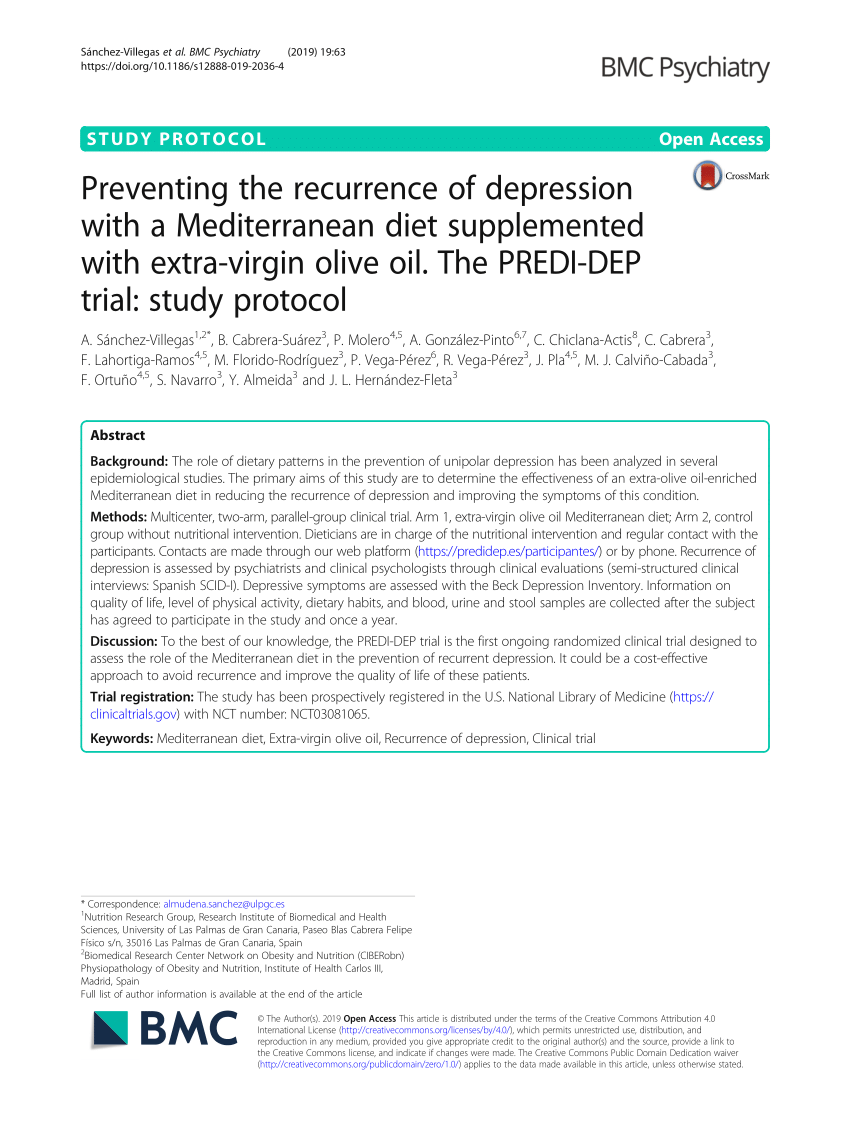 Sánchez-Villegas et al. BMC Psychiatry (2019) 19:63
https://doi.org/10.1186/s12888-019-2036-4
BMC Psychiatry
STUDY PROTOCOL Open Access
CrossMark
Preventing the recurrence of depression
with a Mediterranean diet supplemented
with extra-virgin olive oil. The PREDI-DEP
trial: study protocol
A. Sánchez-Villegas1,2*, B. Cabrera-Suárez3, P. Molero4,5, A. González-Pinto6,7, C. Chiclana-Actis8, C. Cabrera3,
F. Lahortiga-Ramos4,5, M. Florido-Rodríguez3, P. Vega-Pérez6, R. Vega-Pérez3, J. Pla4,5, M. J. Calviño-Cabada3,
F. Ortuño4,5, S. Navarro3, Y. Almeida3 and J. L. Hernández-Fleta3
Abstract
Background: The role of dietary patterns in the prevention of unipolar depression has been analyzed in several
epidemiological studies. The primary aims of this study are to determine the effectiveness of an extra-olive oil-enriched
Mediterranean diet in reducing the recurrence of depression and improving the symptoms of this condition.
Methods: Multicenter, two-arm, parallel-group clinical trial. Arm 1, extra-virgin olive oil Mediterranean diet; Arm 2, control
group without nutritional intervention. Dieticians are in charge of the nutritional intervention and regular contact with the
participants. Contacts are made through our web platform (https://predidep.es/participantes/) or by phone. Recurrence of
depression is assessed by psychiatrists and clinical psychologists through clinical evaluations (semi-structured clinical
interviews: Spanish SCID-I). Depressive symptoms are assessed with the Beck Depression Inventory. Information on
quality of life, level of physical activity, dietary habits, and blood, urine and stool samples are collected after the subject
has agreed to participate in the study and once a year.
Discussion: To the best of our knowledge, the PREDI-DEP trial is the first ongoing randomized clinical trial designed to
assess the role of the Mediterranean diet in the prevention of recurrent depression. It could be a cost-effective
approach to avoid recurrence and improve the quality of life of these patients.
Trial registration: The study has been prospectively registered in the U.S. National Library of Medicine (https://
clinicaltrials.gov) with NCT number: NCT03081065.
Keywords: Mediterranean diet, Extra-virgin olive oil, Recurrence of depression, Clinical trial
* Correspondence: almudena.sanchez@ulpgc.es
1Nutrition Research Group, Research Institute of Biomedical and Health
Sciences, University of Las Palmas de Gran Canaria, Paseo Blas Cabrera Felipe
Físico s/n, 35016 Las Palmas de Gran Canaria, Spain
2Biomedical Research Center Network on Obesity and Nutrition (CIBERobn)
Physiopathology of Obesity and Nutrition, Institute of Health Carlos III,
Madrid, Spain
Full list of author information is available at the end of the article
BMC
© The Author(s). 2019 Open Access This article is distributed under the terms of the Creative Commons Attribution 4.0
International License (http://creativecommons.org/licenses/by/4.0/), which permits unrestricted use, distribution, and
reproduction in any medium, provided you give appropriate credit to the original author(s) and the source, provide a link to
the Creative Commons license, and indicate if changes were made. The Creative Commons Public Domain Dedication waiver
(http://creativecommons.org/publicdomain/zero/1.0/) applies to the data made available in this article, unless otherwise stated.